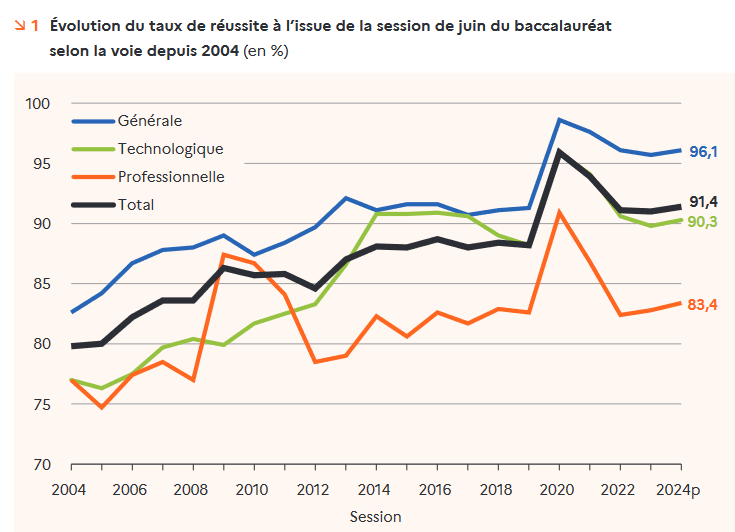 ↘ 1 Évolution du taux de réussite à l'issue de la session de juin du baccalauréat
selon la voie depuis 2004 (en %)
100
Générale
Technologique
95
96,1
Professionnelle
Total
91,4
90
90,3
85
83,4
80
75
70
2004 2006 2008 2010 2012 2014 2016 2018 2020 2022 2024p
Session